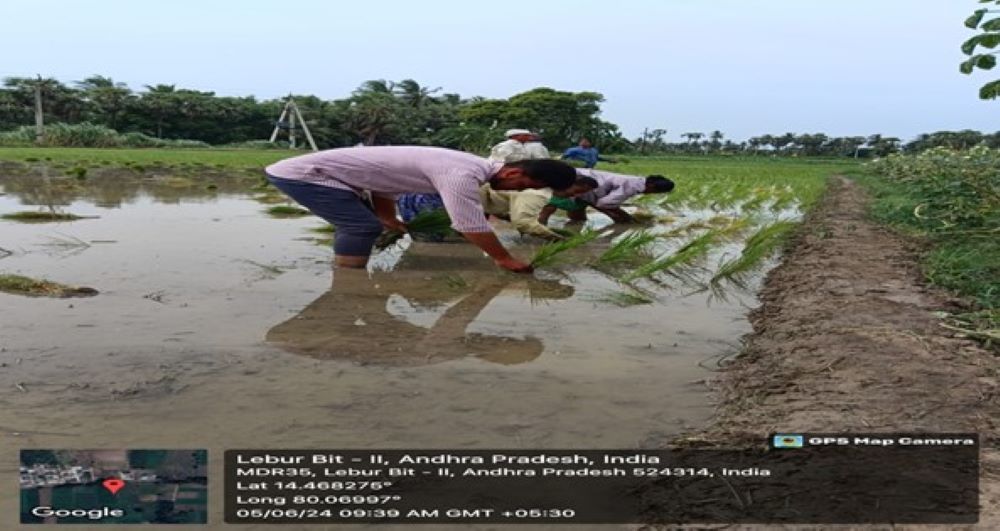 GPS Map Camera
Lebur Bit - II, Andhra Pradesh, India
MDR35, Lebur Bit - II, Andhra Pradesh 524314, India
Lat 14.468275°
Long 80.06997°
05/06/24 09:39 AM GMT +05:30
Google